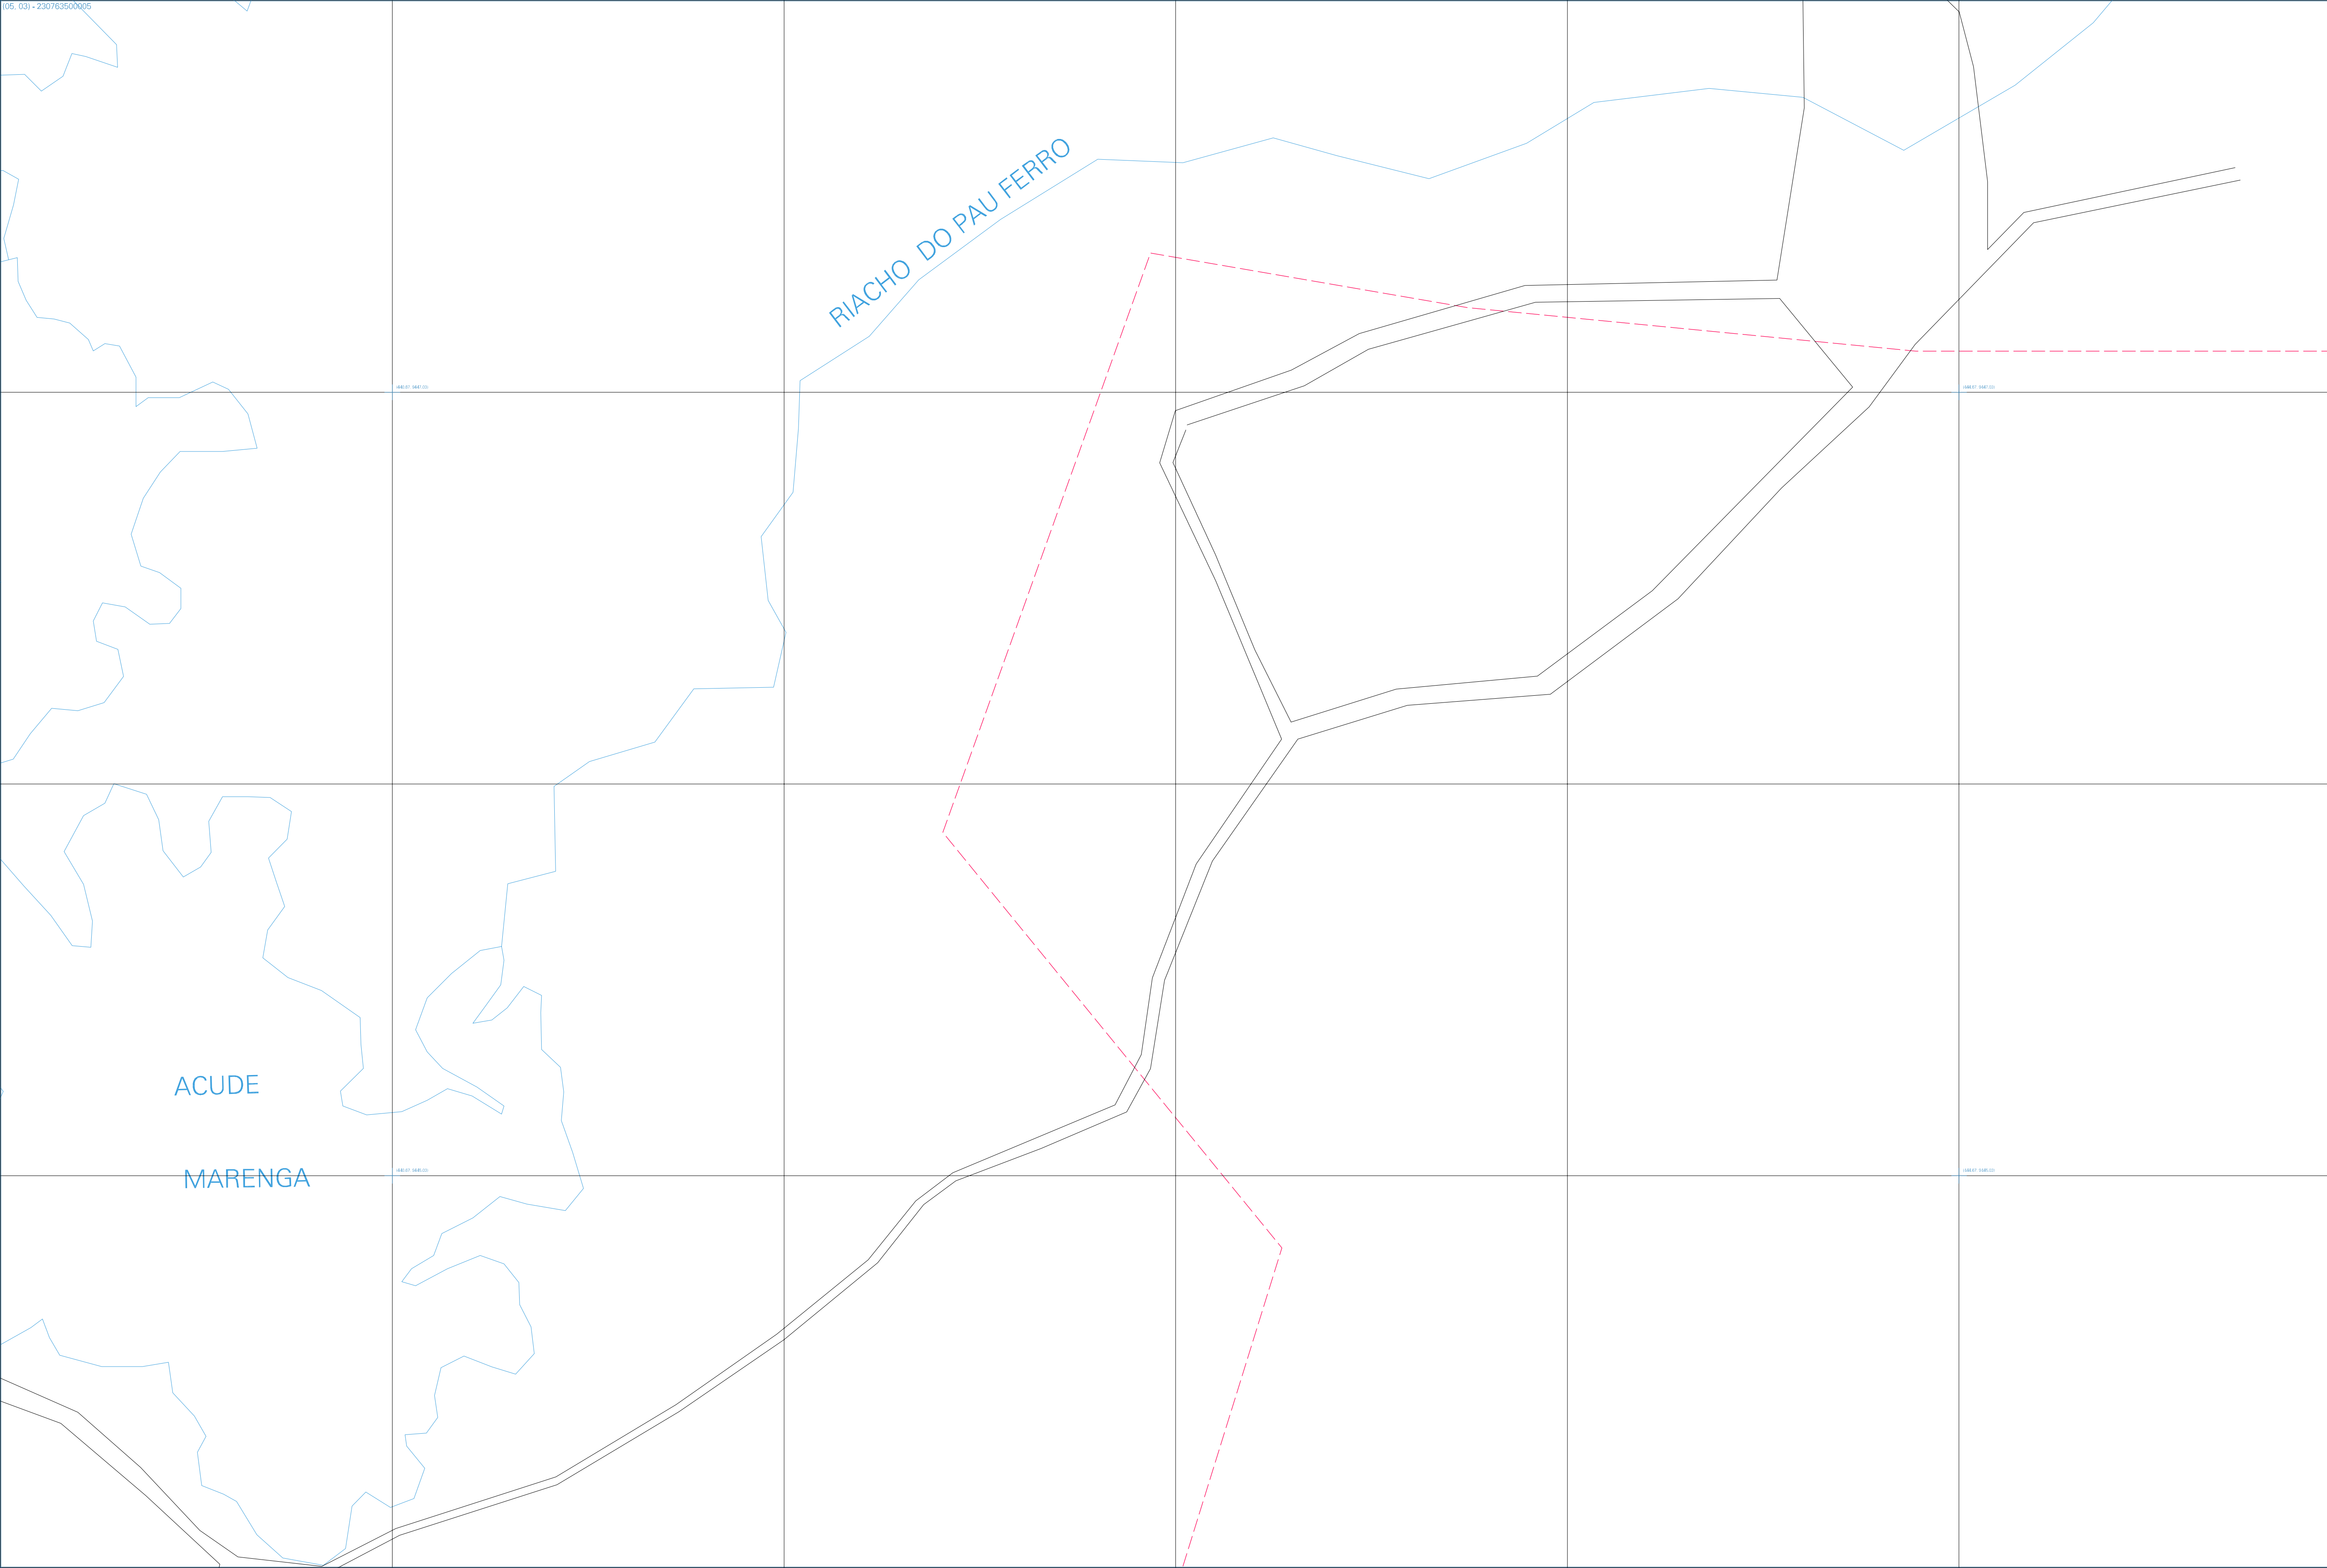 (05, 03) - 230763500005
RIACHO DO PAU FERRO
ACUDE
MARENGA